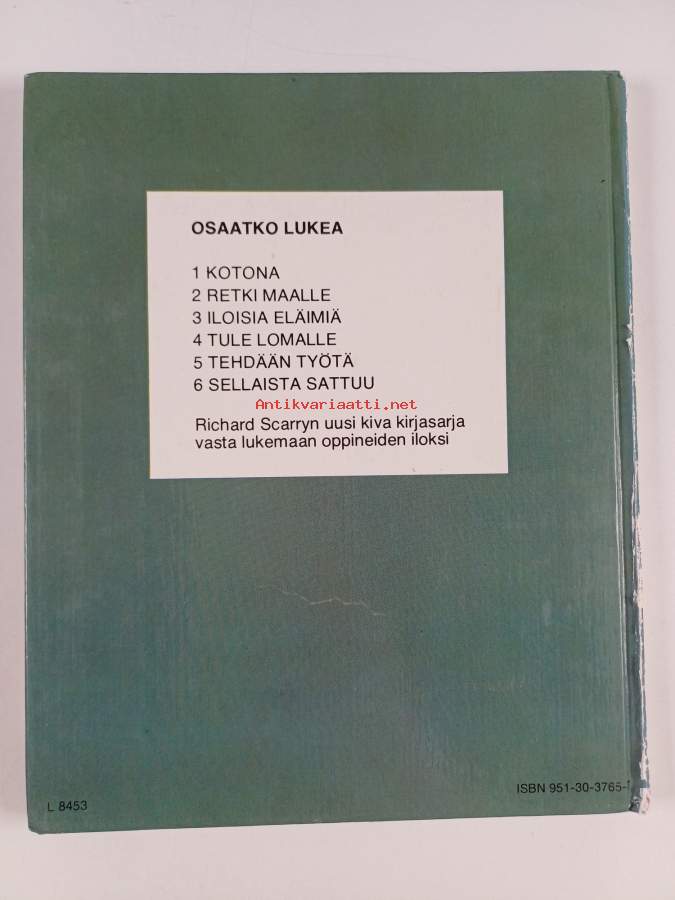 OSAATKO LUKEA
1 KOTONA
2 RETKI MAALLE
3 ILOISIA ELÄIMIÄ
4 TULE LOMALLE
5 TEHDÄÄN TYÖTÄ
6 SELLAISTA SATTUU
Antikvariaatti.net
Richard Scarryn uusi kiva kirjasarja
vasta lukemaan oppineiden iloksi
L 8453
ISBN 951-30-3765-